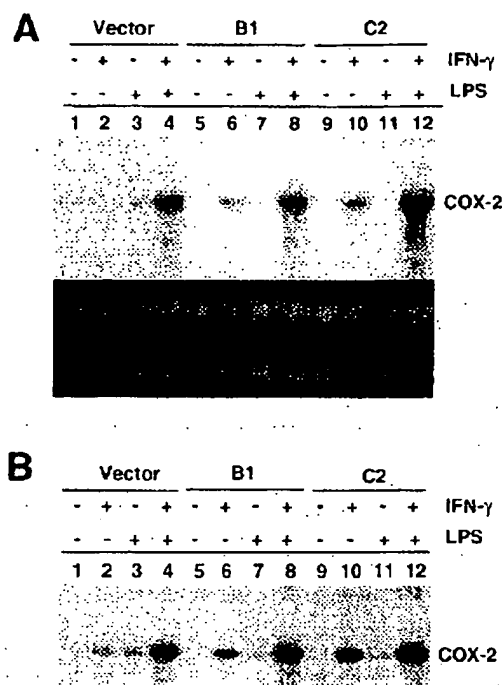 A
Vector B1 C2
- + - + - + - + - + - + IFN-γ
- - + + - - + + - - + + LPS
1 2 3 4 5 6 7 8 9 10 11 12
COX-2
B
Vector B1 C2
- + - + - + - + - + - + IFN-γ
- - + + - - + + - - + + LPS
1 2 3 4 5 6 7 8 9 10 11 12
COX-2